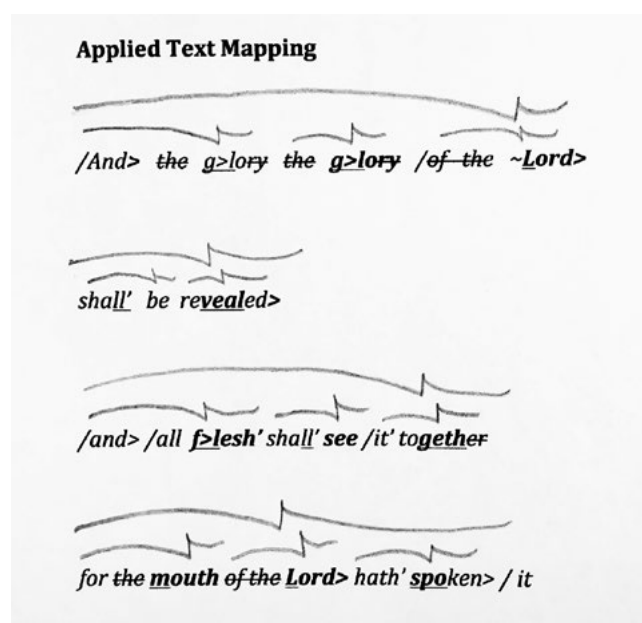 Applied Text Mapping
/And> the g>lory the g>lory /of the ~Lord>
shall' be revealed>
/and> /all f>lesh' shall' see /it' together
for the mouth of the Lord> hath' spoken> / it